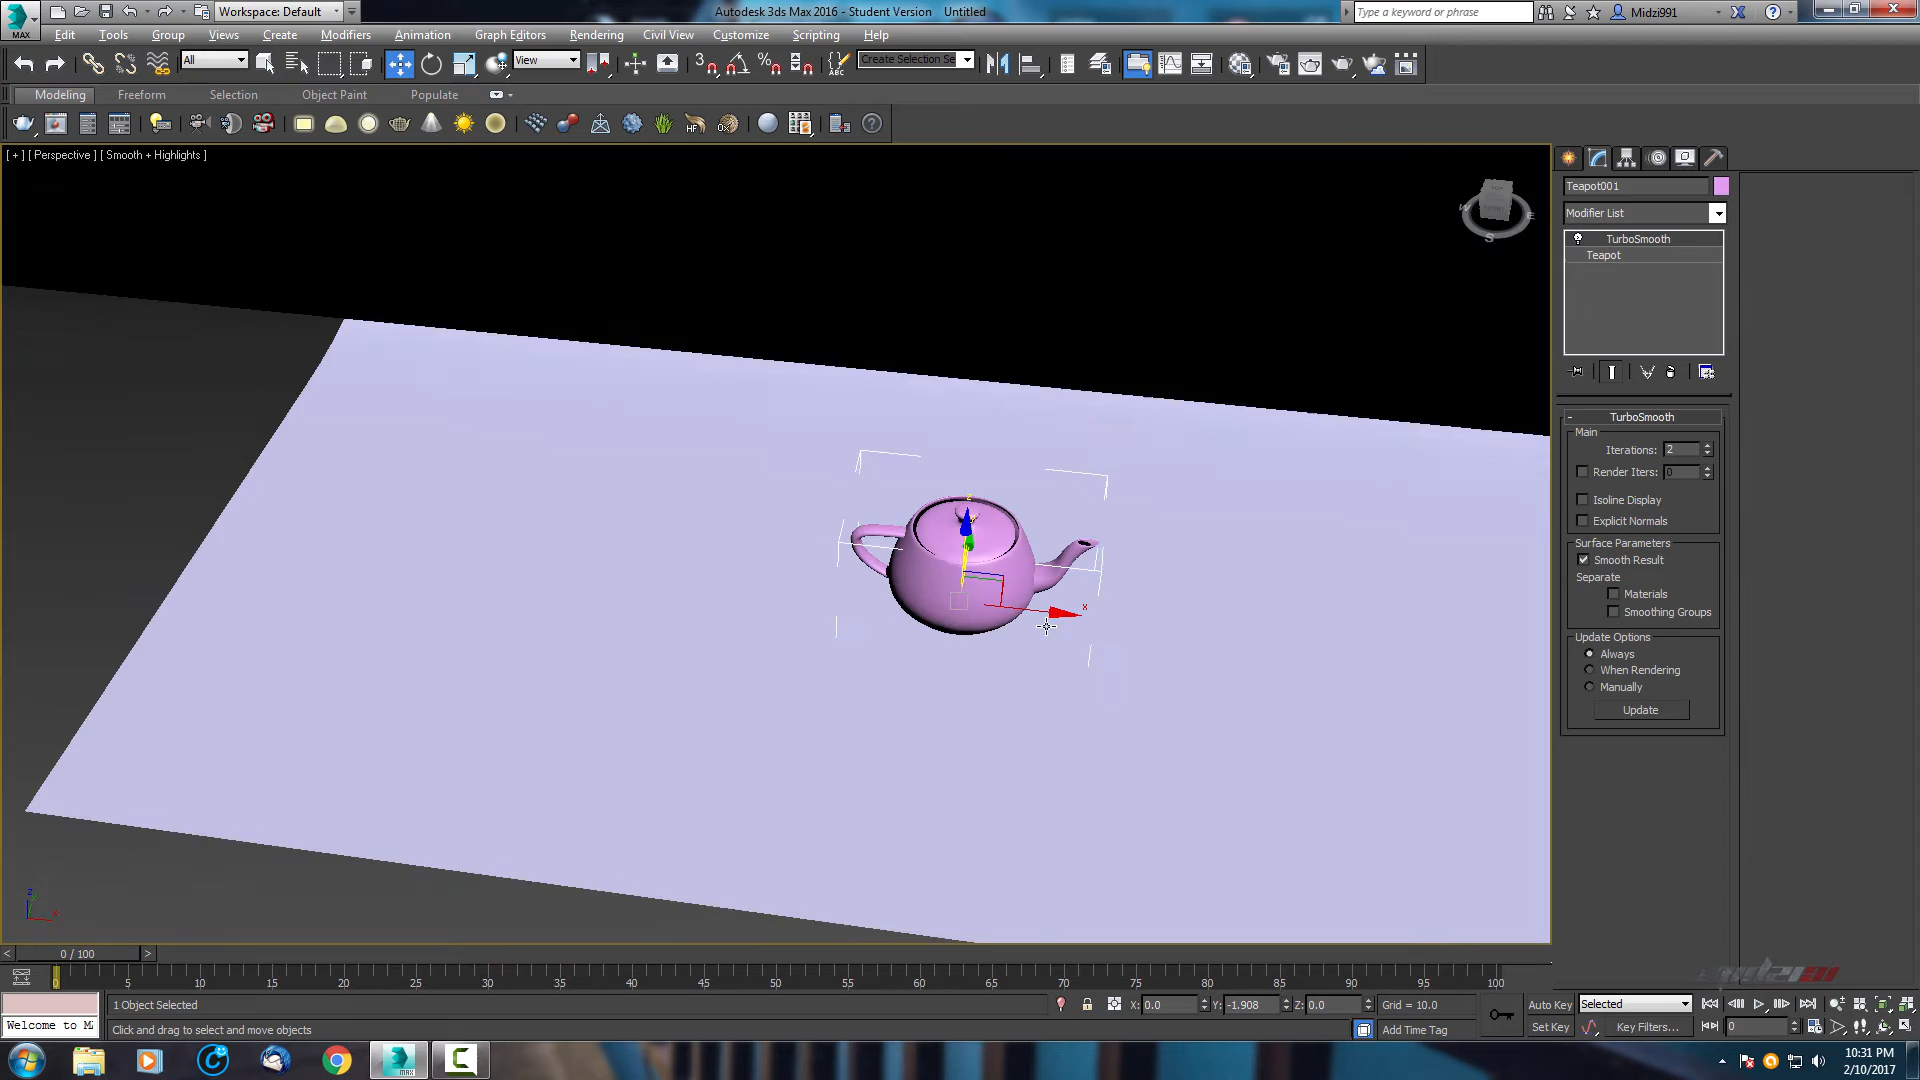 Workspace: Default
Autodesk 3ds Max 2016 - Student Version   Untitled
Type a keyword or phrase
Midzi991
MAX
Edit Tools Group Views Create Modifiers Animation Graph Editors Rendering Civil View Customize Scripting Help
All
View
ABC
Create Selection Se
Modeling Freeform Selection Object Paint Populate
HF
[ + ] [ Perspective ] [ Smooth + Highlights ]
TOP
W
E
S
Teapot001
Modifier List
TurboSmooth
Teapot
- TurboSmooth
Main
Iterations: 2
Render Iters: 0
Isoline Display
Explicit Normals
Surface Parameters
Smooth Result
Separate
Materials
Smoothing Groups
Update Options
Always
When Rendering
Manually
Update
z
x
z
y
x
< 0 / 100 >
0 5 10 15 20 25 30 35 40 45 50 55 60 65 70 75 80 85 90 95 100
1 Object Selected
X: 0.0 Y: -1.908 Z: 0.0 Grid = 10.0
Auto Key Selected
Welcome to M
Click and drag to select and move objects
Add Time Tag
Set Key Key Filters... 0
MAX
10:31 PM
2/10/2017